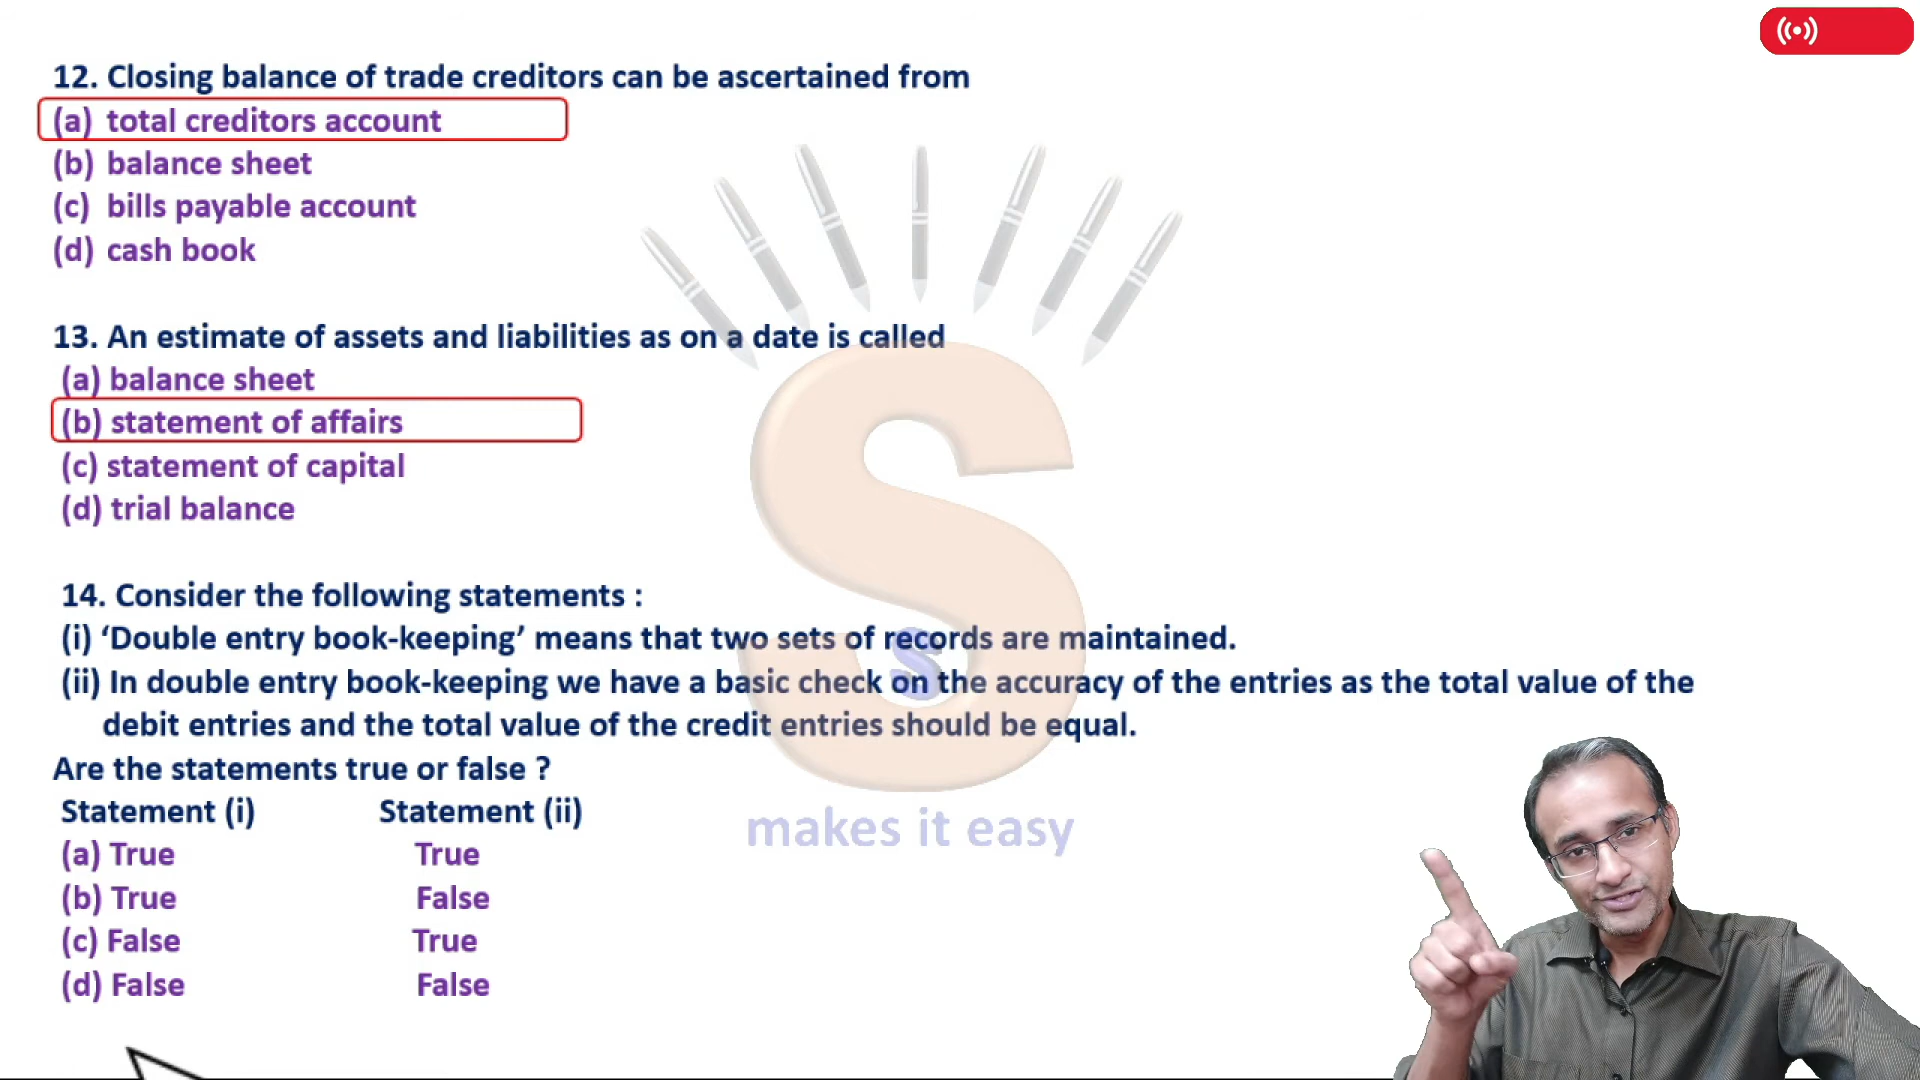 12. Closing balance of trade creditors can be ascertained from
(a) total creditors account
(b) balance sheet
(c) bills payable account
(d) cash book
13. An estimate of assets and liabilities as on a date is called
(a) balance sheet
(b) statement of affairs
(c) statement of capital
(d) trial balance
14. Consider the following statements :
(i) ‘Double entry book-keeping’ means that two sets of records are maintained.
(ii) In double entry book-keeping we have a basic check on the accuracy of the entries as the total value of the
debit entries and the total value of the credit entries should be equal.
Are the statements true or false ?
Statement (i) Statement (ii)
(a) True True
(b) True False
(c) False True
(d) False False
S
S
makes it easy